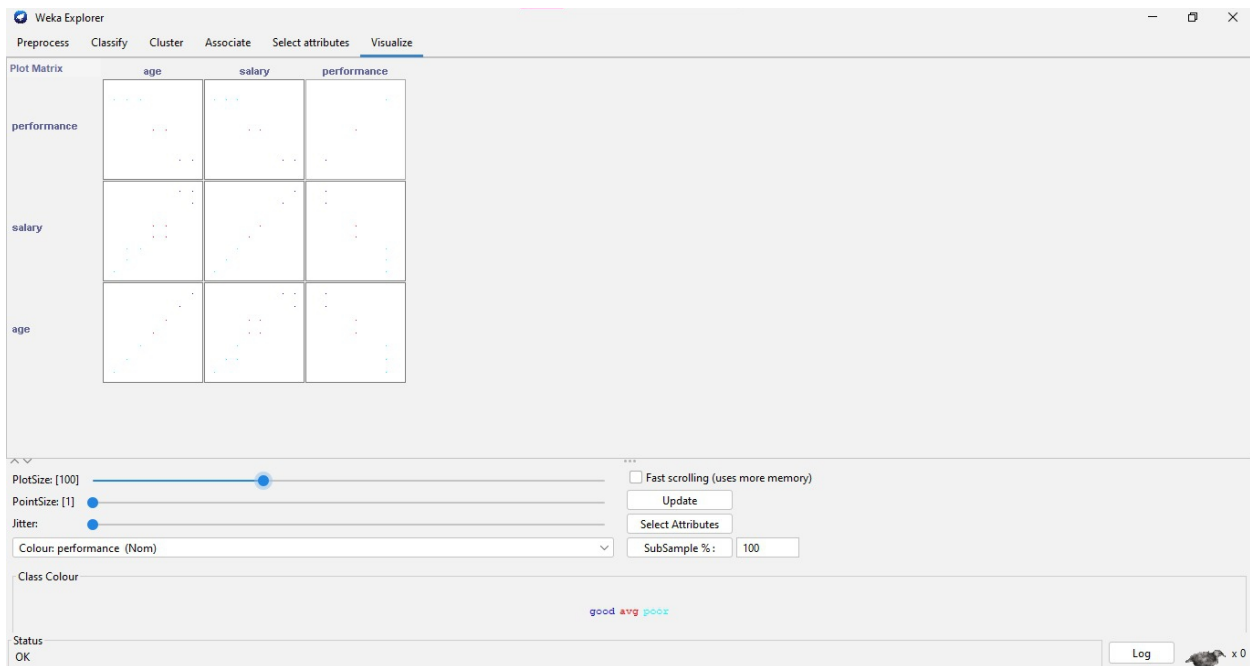 Weka Explorer
Preprocess Classify Cluster Associate Select attributes Visualize
Plot Matrix age salary performance
performance
salary
age
PlotSize: [100]
Fast scrolling (uses more memory)
PointSize: [1]
Update
Jitter:
Select Attributes
Colour: performance (Nom)
SubSample % : 100
Class Colour
good avg poor
Status
OK
Log
x 0